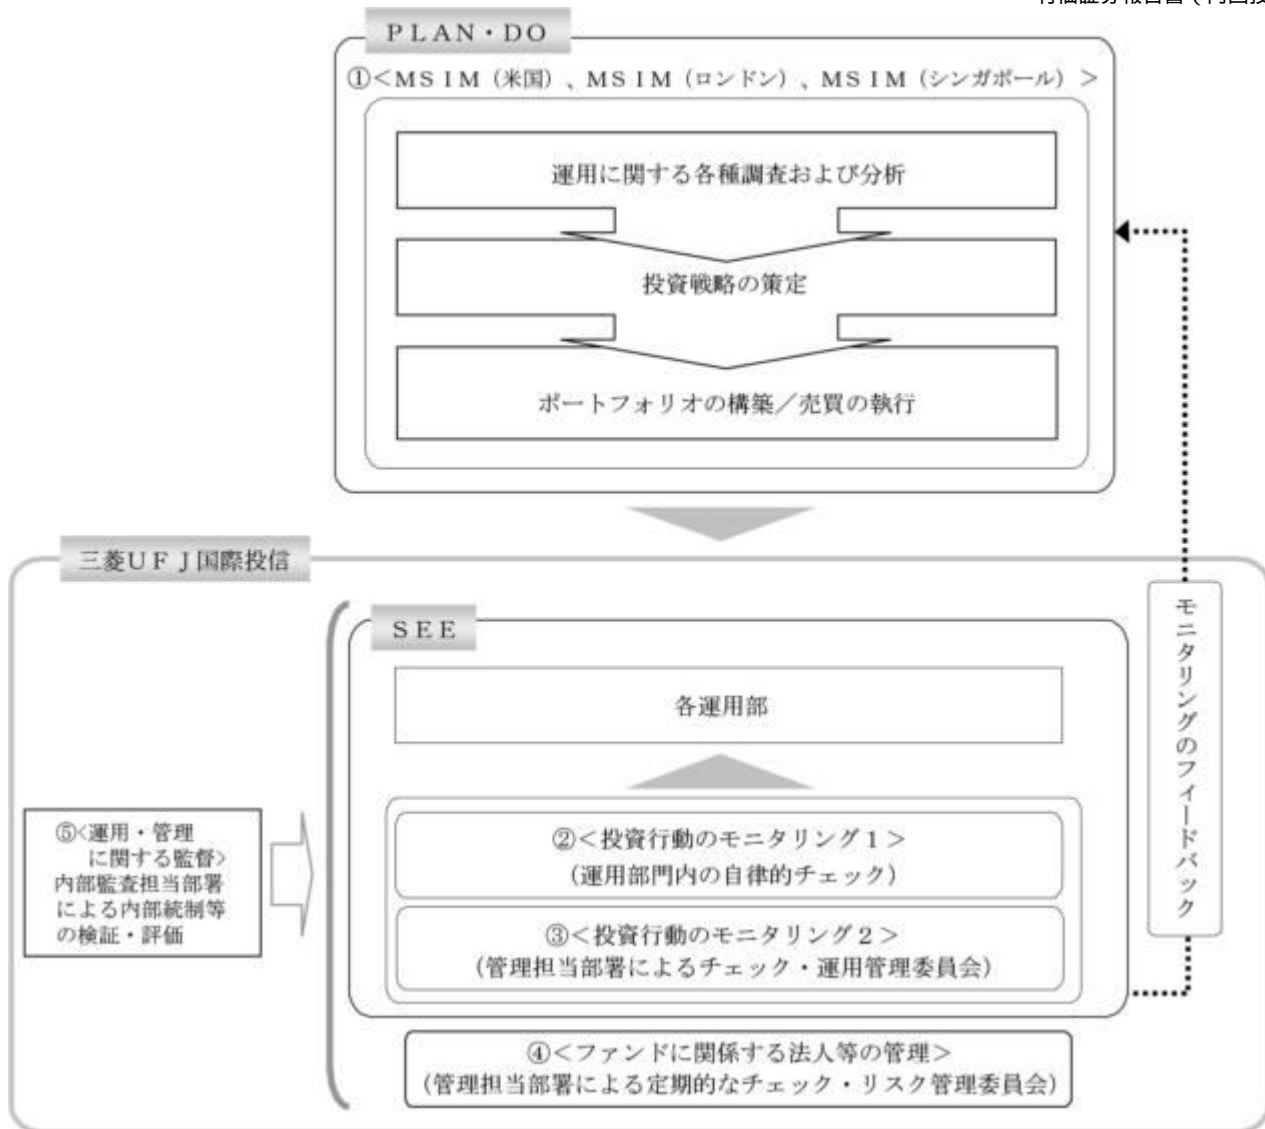 PLAN・DO
①<MSIM(米国)、MSIM(ロンドン)、MSIM(シンガポール)>
運用に関する各種調査および分析
投資戦略の策定
ポートフォリオの構築／売買の執行
三菱UFJ国際投信
SEE
各運用部
②<投資行動のモニタリング1>
(運用部門内の自律的チェック)
③<投資行動のモニタリング2>
(管理担当部署によるチェック・運用管理委員会)
④<ファンドに関係する法人等の管理>
(管理担当部署による定期的なチェック・リスク管理委員会)
⑤<運用・管理
に関する監督>
内部監査担当部署
による内部統制等
の検証・評価
モニタリングのフィードバック